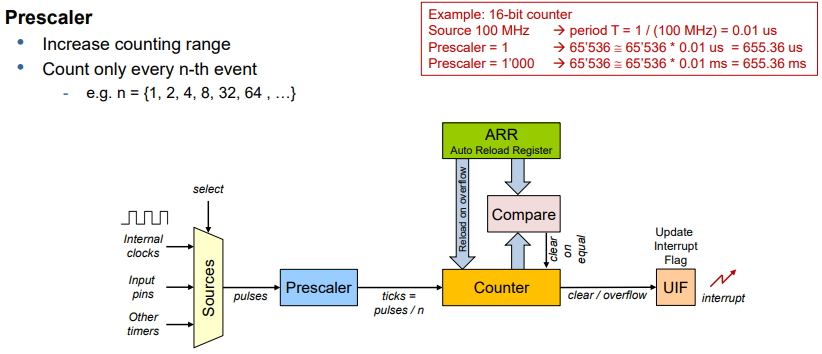 Prescaler
• Increase counting range
• Count only every n-th event
- e.g. n = {1, 2, 4, 8, 32, 64 , …}
Example: 16-bit counter
Source 100 MHz → period T = 1 / (100 MHz) = 0.01 us
Prescaler = 1 → 65'536 ≅ 65'536 * 0.01 us = 655.36 us
Prescaler = 1'000 → 65'536 ≅ 65'536 * 0.01 ms = 655.36 ms
ARR
Auto Reload Register
Reload on overflow
Compare
clear
on
equal
select
Internal
clocks
Input
pins
Other
timers
Sources
pulses
Prescaler
ticks =
pulses / n
Counter
clear / overflow
Update
Interrupt
Flag
UIF
interrupt